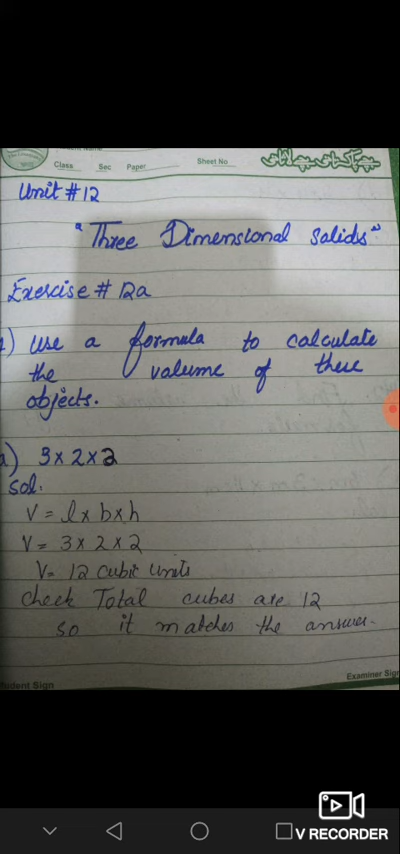 Class Sec Paper Sheet No
Unit # 12
"Three Dimensional Solids"
Exercise # 12a
1) Use a formula to calculate
the volume of these
objects.
a) 3 x 2 x 2
Sol.
V = l x b x h
V = 3 x 2 x 2
V = 12 cubic units
check Total cubes are 12
so it matches the answer.
Student Sign Examiner Sign
V RECORDER